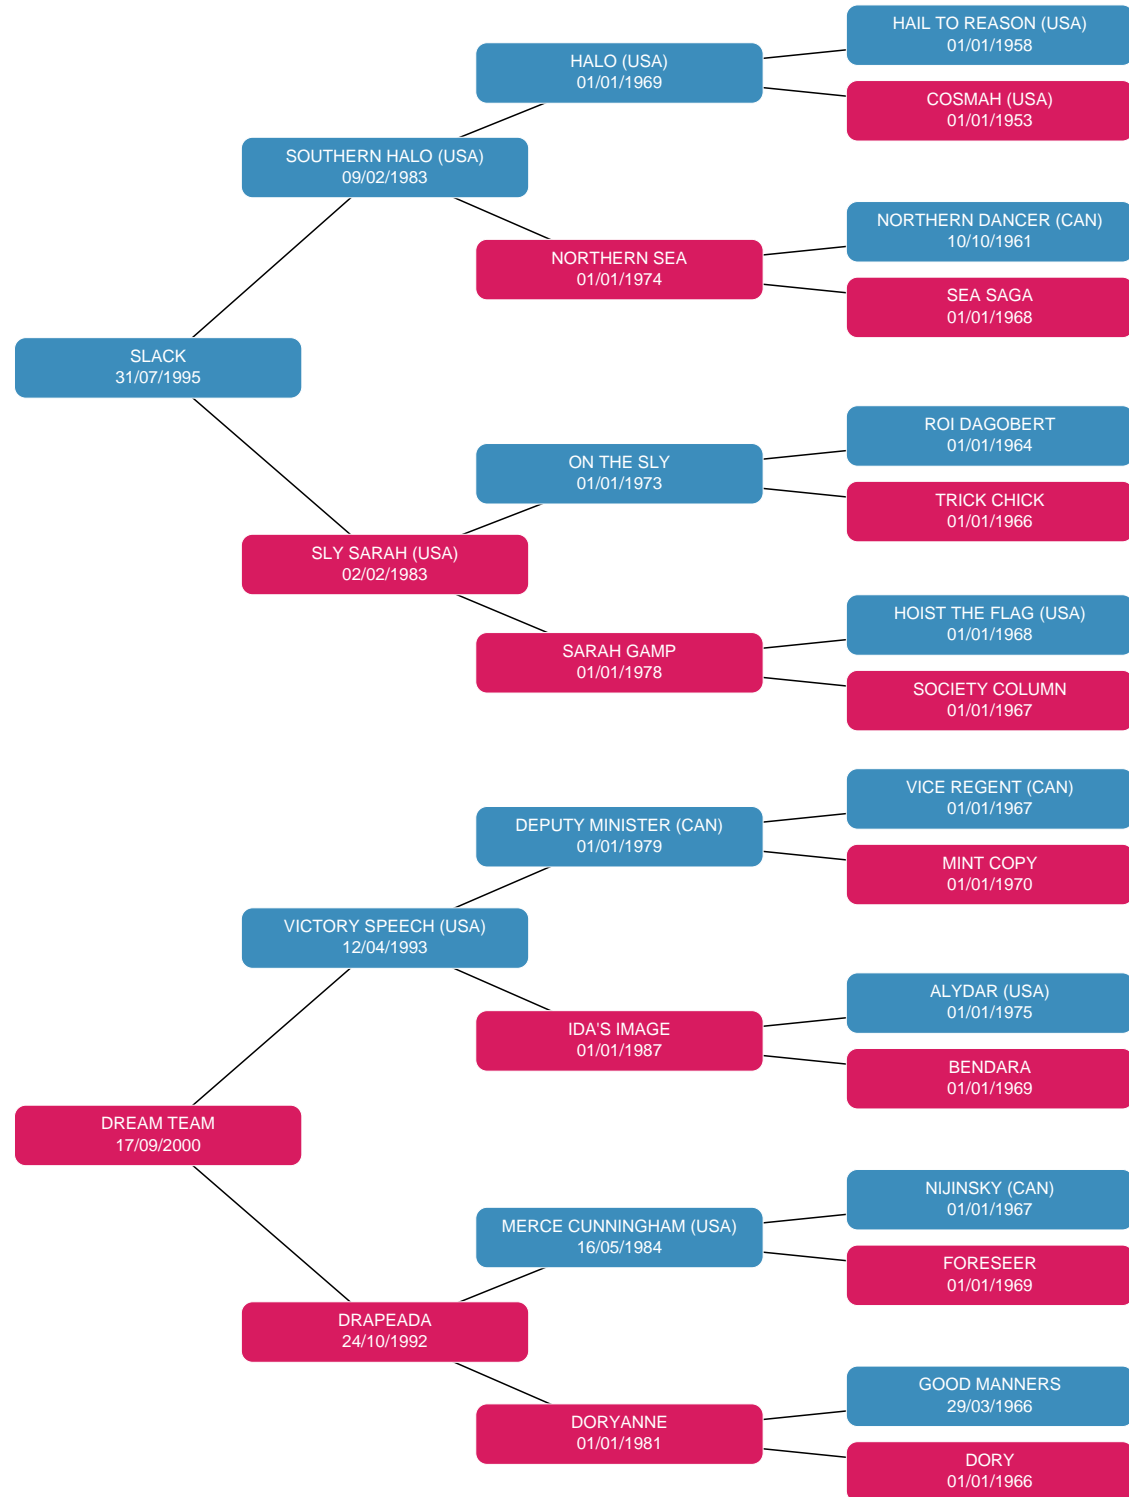 HAIL TO REASON (USA)
01/01/1958
HALO (USA)
01/01/1969
COSMAH (USA)
01/01/1953
SOUTHERN HALO (USA)
09/02/1983
NORTHERN DANCER (CAN)
10/10/1961
NORTHERN SEA
01/01/1974
SEA SAGA
01/01/1968
SLACK
31/07/1995
ROI DAGOBERT
01/01/1964
ON THE SLY
01/01/1973
TRICK CHICK
01/01/1966
SLY SARAH (USA)
02/02/1983
HOIST THE FLAG (USA)
01/01/1968
SARAH GAMP
01/01/1978
SOCIETY COLUMN
01/01/1967
VICE REGENT (CAN)
01/01/1967
DEPUTY MINISTER (CAN)
01/01/1979
MINT COPY
01/01/1970
VICTORY SPEECH (USA)
12/04/1993
ALYDAR (USA)
01/01/1975
IDA'S IMAGE
01/01/1987
BENDARA
01/01/1969
DREAM TEAM
17/09/2000
NIJINSKY (CAN)
01/01/1967
MERCE CUNNINGHAM (USA)
16/05/1984
FORESEER
01/01/1969
DRAPEADA
24/10/1992
GOOD MANNERS
29/03/1966
DORYANNE
01/01/1981
DORY
01/01/1966